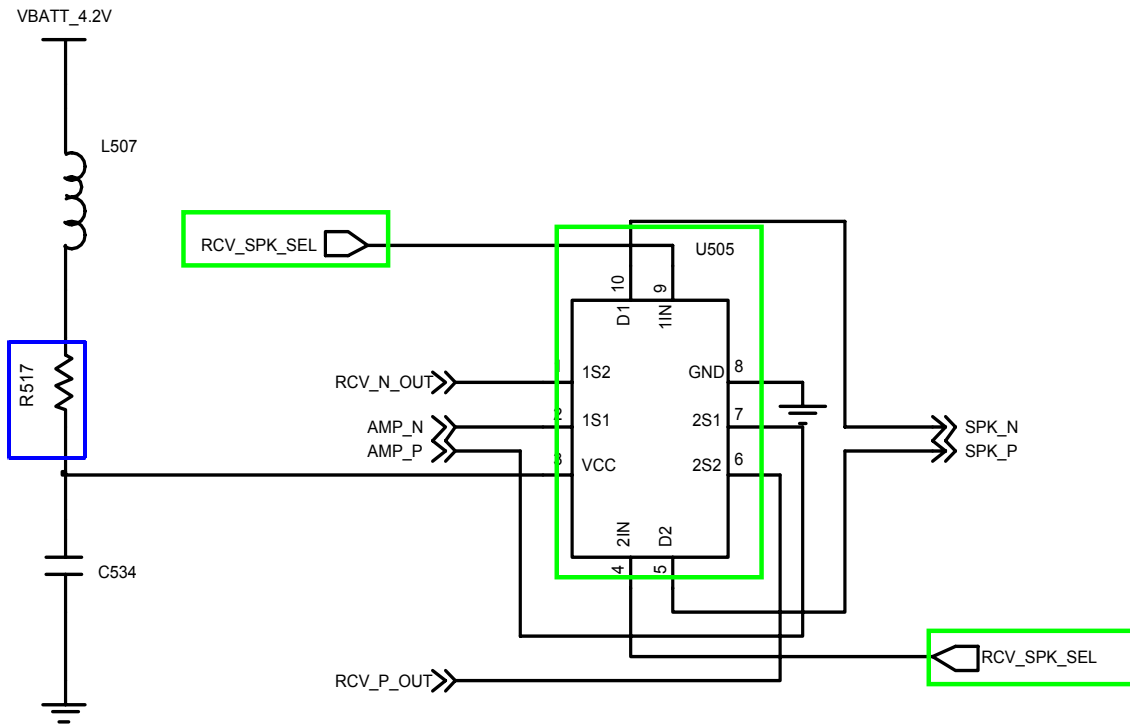 VBATT_4.2V
L507
RCV_SPK_SEL
U505
10
9
D1
1IN
R517
RCV_N_OUT
1
1S2
GND
8
AMP_N
2
1S1
2S1
7
SPK_N
AMP_P
SPK_P
3
VCC
2S2
6
2IN
D2
4
5
C534
RCV_SPK_SEL
RCV_P_OUT